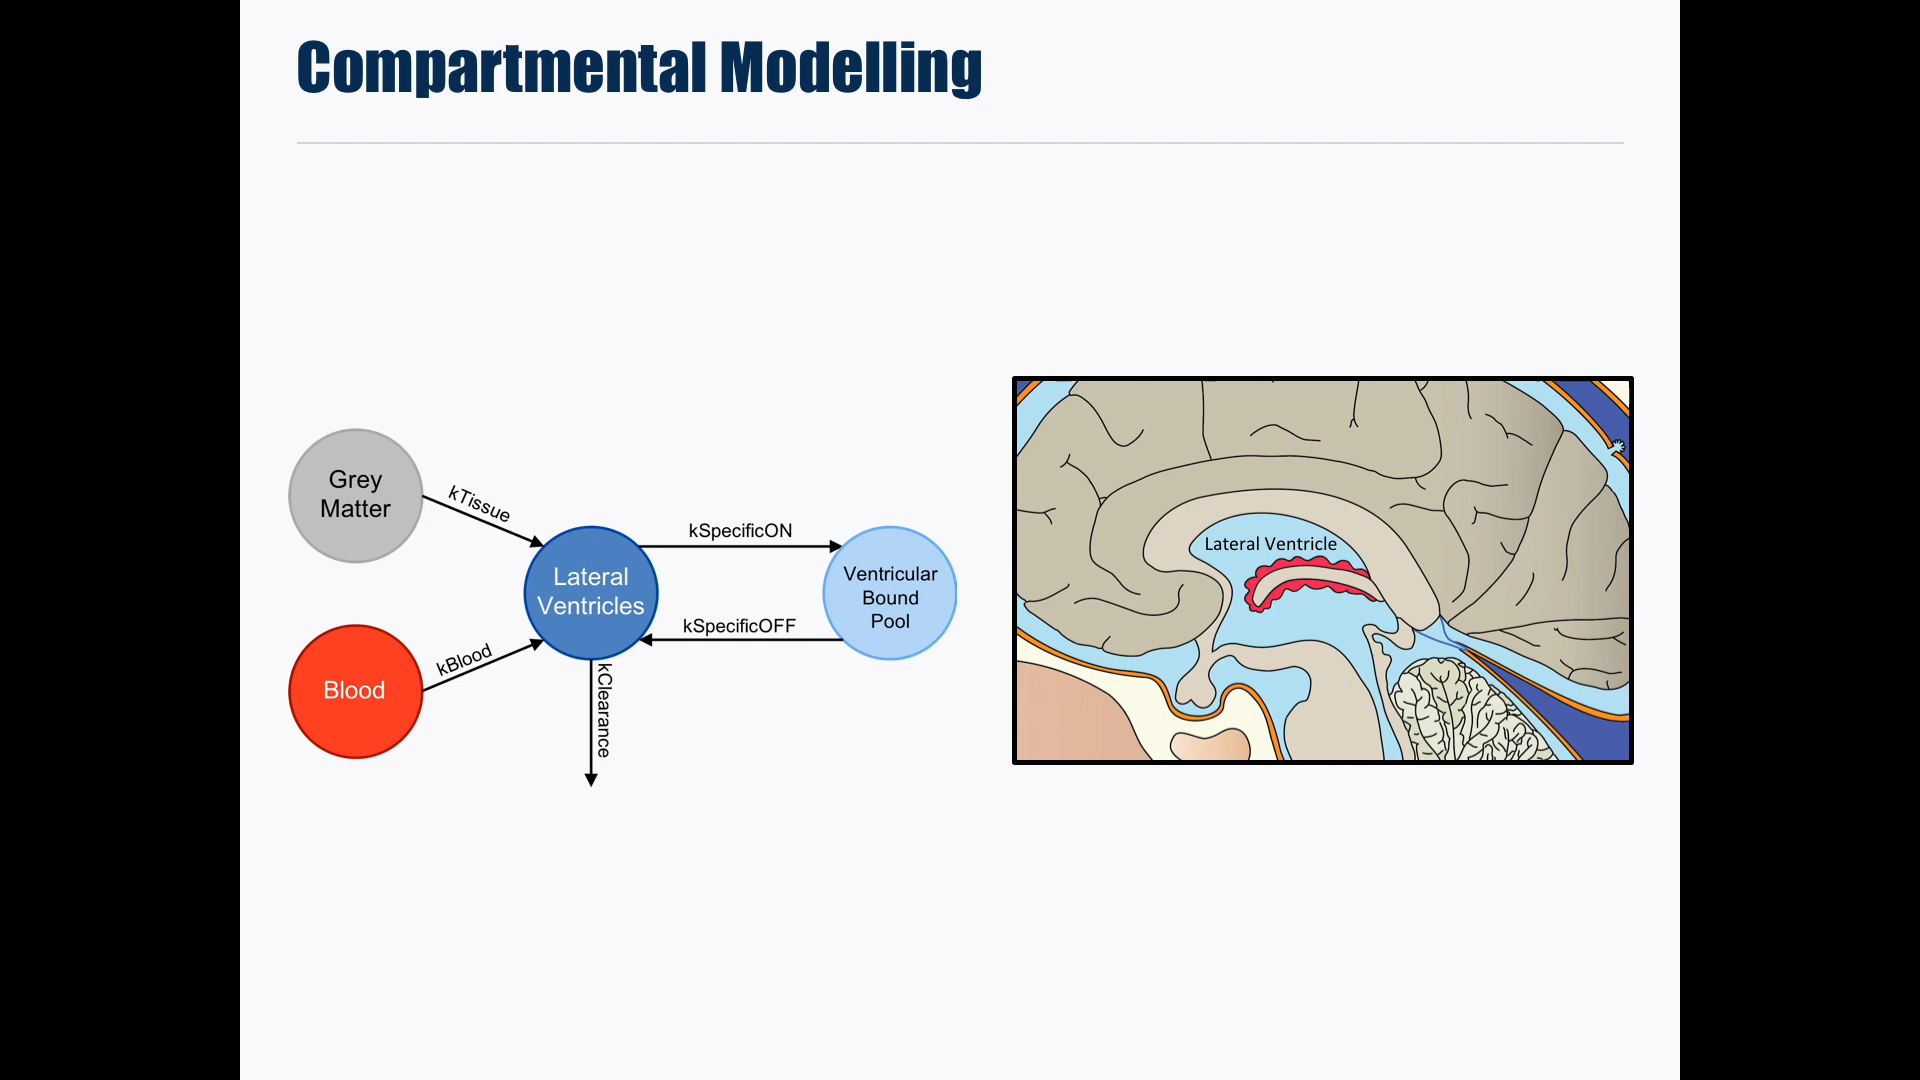 Compartmental Modelling
Grey
Matter
kTissue
Blood
kBlood
Lateral
Ventricles
kSpecificON
kSpecificOFF
kClearance
Ventricular
Bound
Pool
Lateral Ventricle